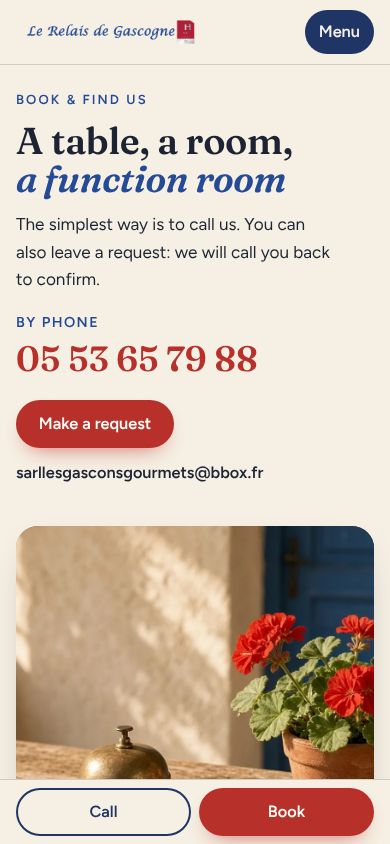 Le Relais de Gascogne
Menu
BOOK & FIND US
A table, a room,
a function room
The simplest way is to call us. You can
also leave a request: we will call you back
to confirm.
BY PHONE
05 53 65 79 88
Make a request
sarllesgasconsgourmets@bbox.fr
Call
Book